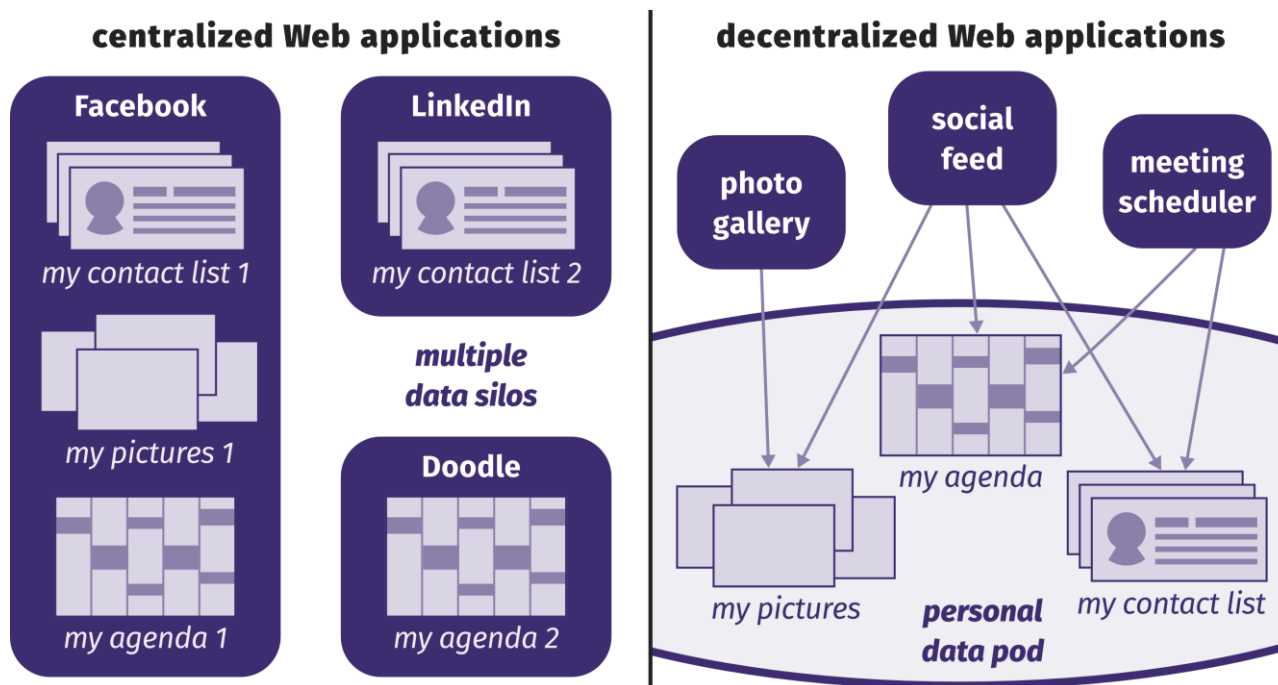 centralized Web applications
Facebook
my contact list 1
my pictures 1
my agenda 1
LinkedIn
my contact list 2
multiple
data silos
Doodle
my agenda 2
decentralized Web applications
photo
gallery
social
feed
meeting
scheduler
my agenda
my pictures
my contact list
personal
data pod